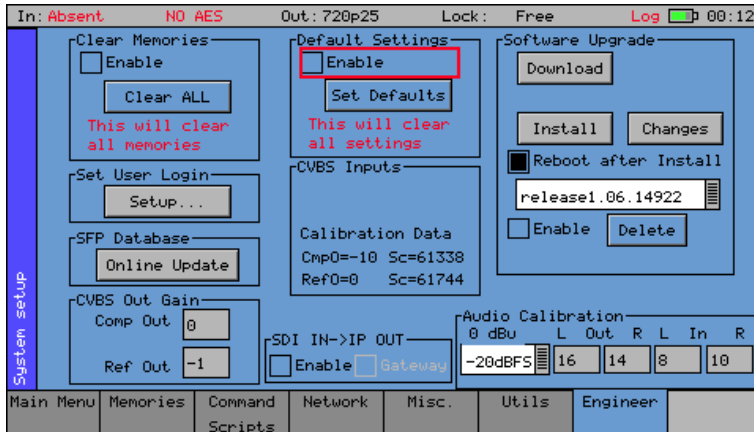 In: Absent NO AES Out: 720p25 Lock: Free Log 00:12
System setup
Clear Memories
Enable
Clear ALL
This will clear
all memories
Set User Login
Setup...
SFP Database
Online Update
CVBS Out Gain
Comp Out 0
Ref Out -1
Default Settings
Enable
Set Defaults
This will clear
all settings
CVBS Inputs
Calibration Data
Cmp0=-10 Sc=61338
Ref0=0 Sc=61744
SDI IN->IP OUT
Enable Gateway
Software Upgrade
Download
Install Changes
Reboot after Install
release1.06.14922
Enable Delete
Audio Calibration
0 dBu L Out R L In R
-20dBFS 16 14 8 10
Main Menu Memories Command Scripts Network Misc. Utils Engineer